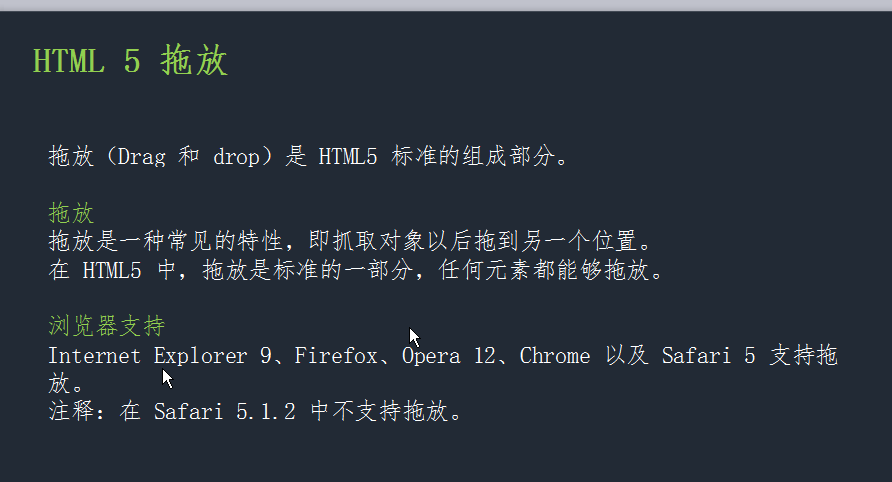 HTML 5 拖放
拖放（Drag 和 drop）是 HTML5 标准的组成部分。
拖放
拖放是一种常见的特性，即抓取对象以后拖到另一个位置。
在 HTML5 中，拖放是标准的一部分，任何元素都能够拖放。
浏览器支持
Internet Explorer 9、Firefox、Opera 12、Chrome 以及 Safari 5 支持拖
放。
注释：在 Safari 5.1.2 中不支持拖放。